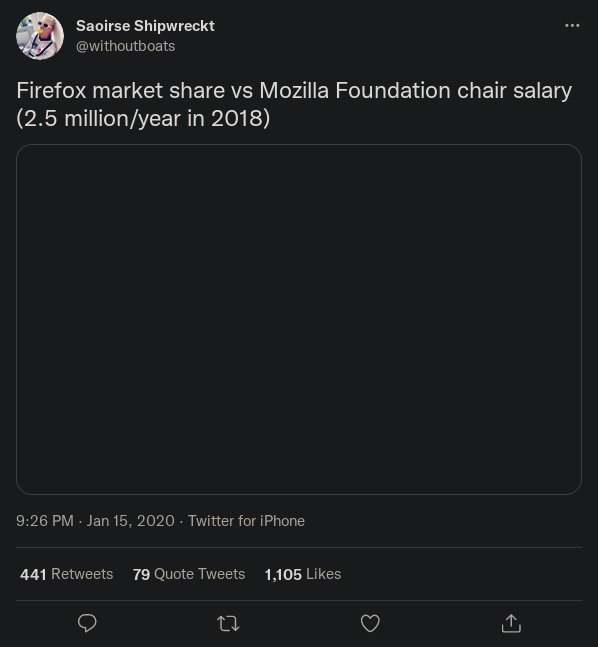 Saoirse Shipwreckt
@withoutboats
Firefox market share vs Mozilla Foundation chair salary
(2.5 million/year in 2018)
9:26 PM · Jan 15, 2020 · Twitter for iPhone
441 Retweets 79 Quote Tweets 1,105 Likes